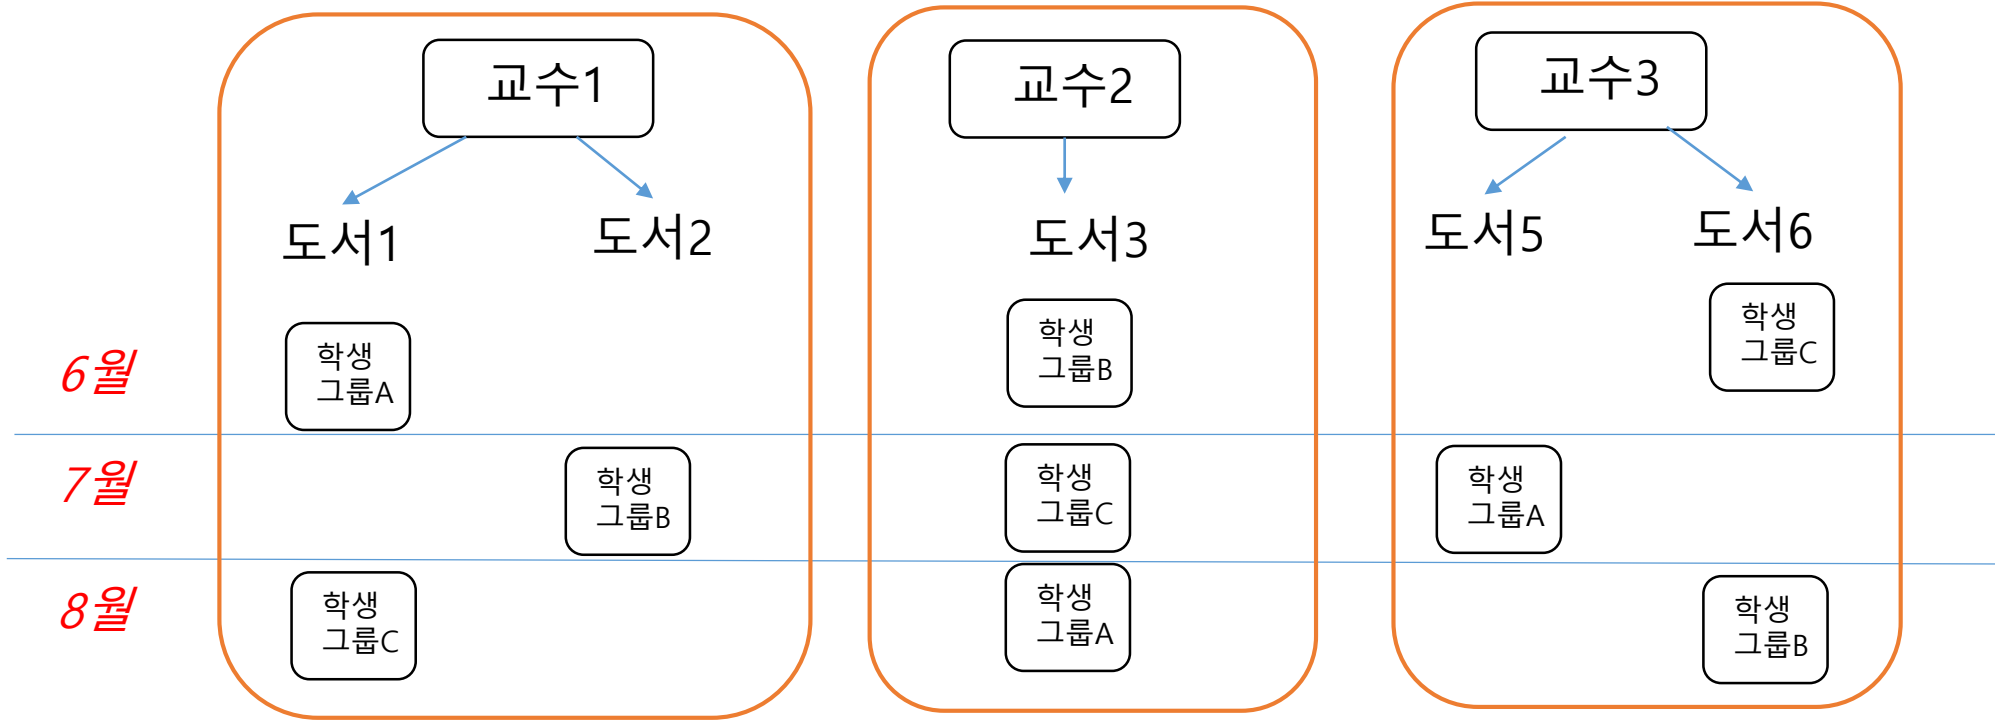 교수1
교수2
교수3
도서1
도서2
도서3
도서5
도서6
6월
학생
그룹A
학생
그룹B
학생
그룹C
7월
학생
그룹B
학생
그룹C
학생
그룹A
8월
학생
그룹C
학생
그룹A
학생
그룹B